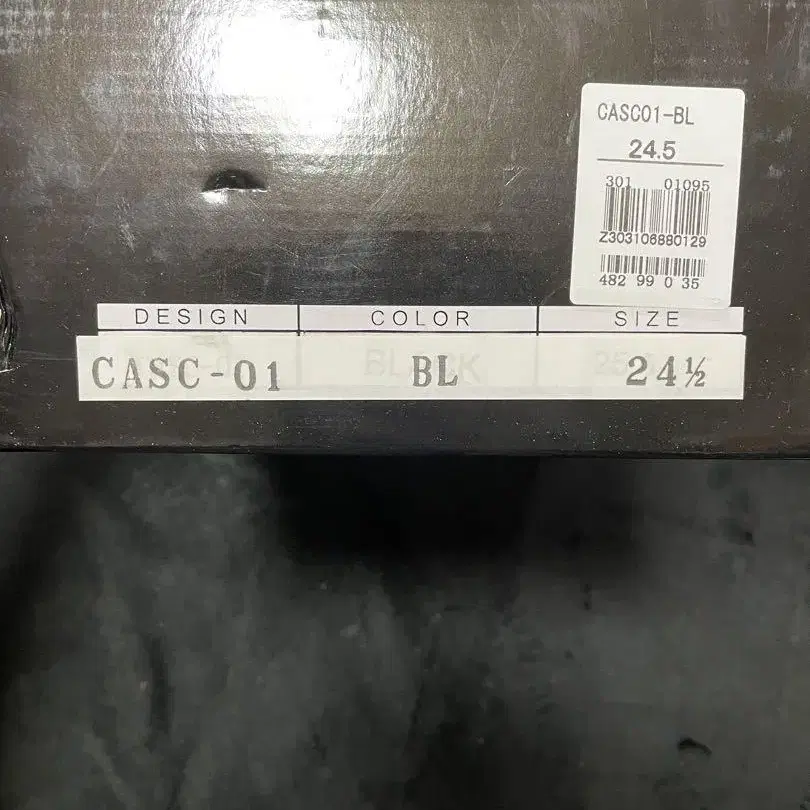 CASC01-BL
24.5
301 01095
Z303106880129
482 99 0 35
DESIGN COLOR SIZE
CASC-01 BL 24½